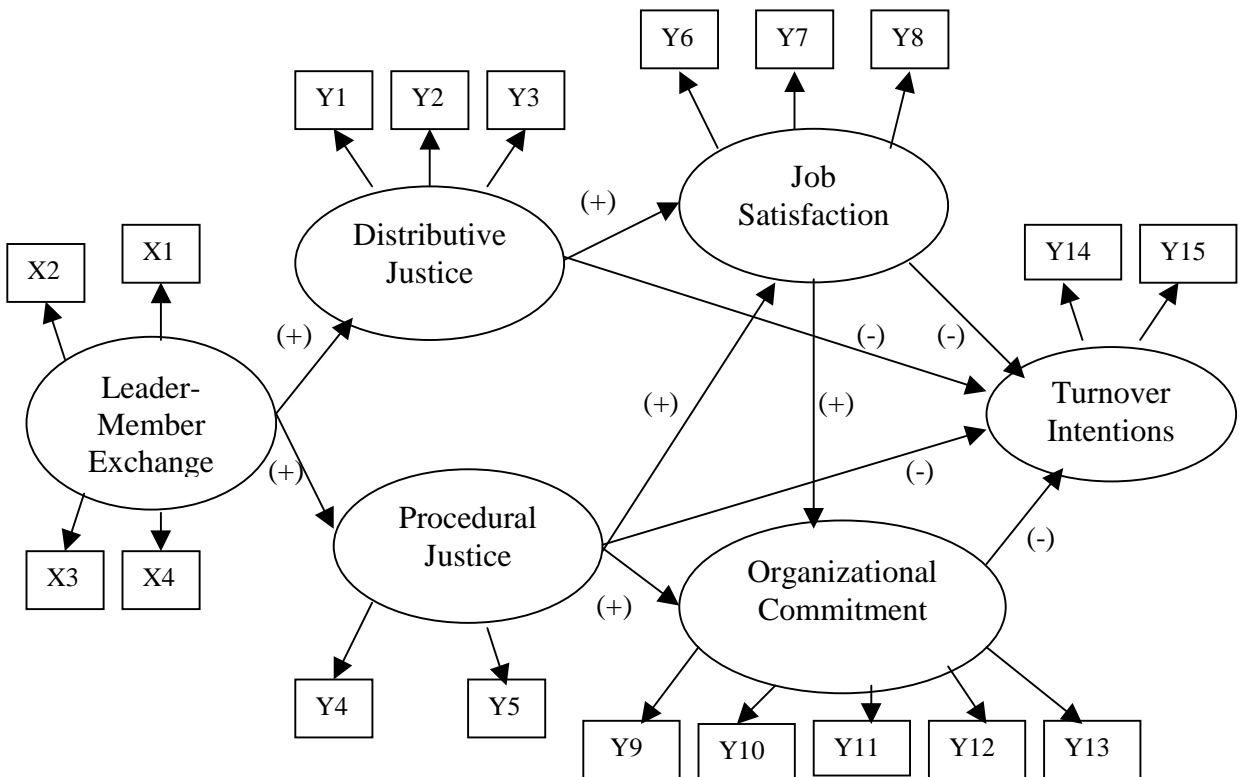 Y6
Y7
Y8
Y1
Y2
Y3
Job
Satisfaction
(+)
Distributive
Justice
X2
X1
Y14
Y15
(+)
(-)
(-)
Leader-
Member
Exchange
(+)
(+)
Turnover
Intentions
(+)
(-)
Procedural
Justice
(-)
X3
X4
Organizational
Commitment
(+)
Y4
Y5
Y9
Y10
Y11
Y12
Y13